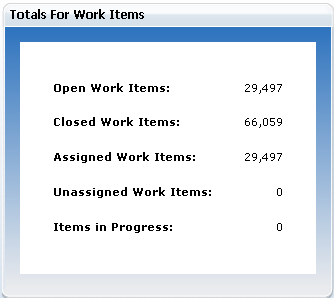 Totals For Work Items
Open Work Items: 29,497
Closed Work Items: 66,059
Assigned Work Items: 29,497
Unassigned Work Items: 0
Items in Progress: 0